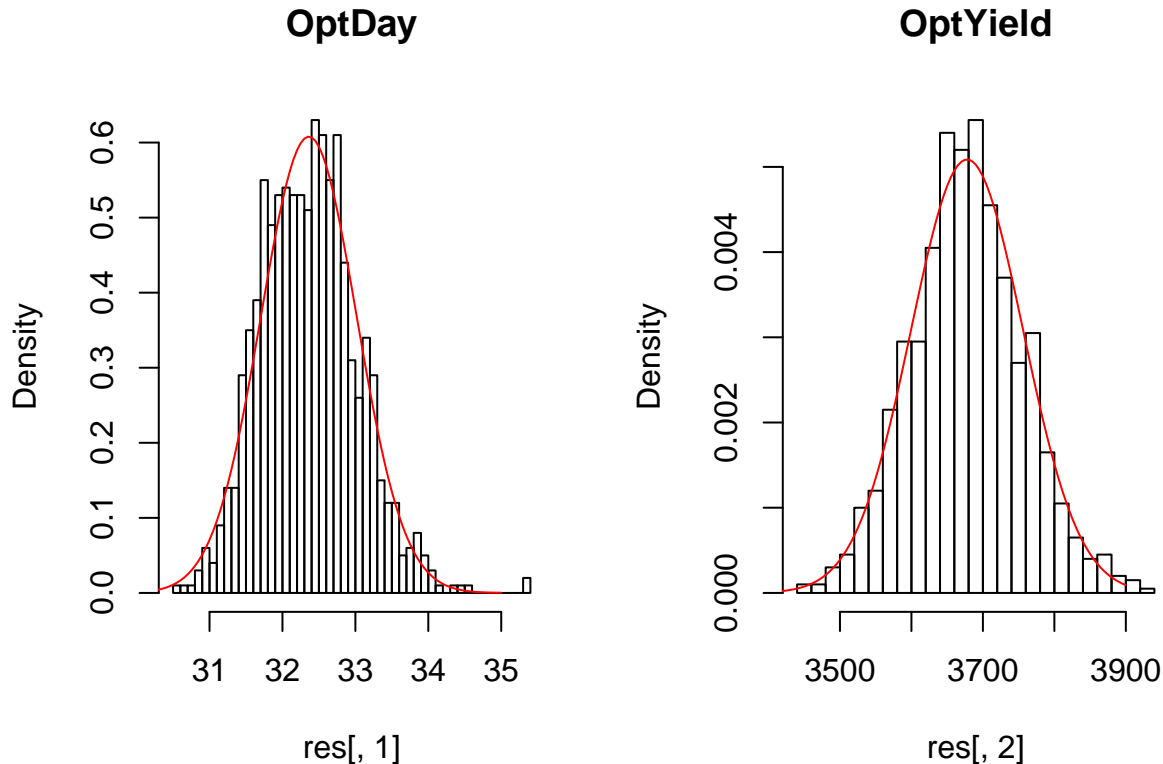 OptDay
Density
0.0 0.1 0.2 0.3 0.4 0.5 0.6
31 32 33 34 35
res[, 1]
OptYield
Density
0.000 0.002 0.004
3500 3700 3900
res[, 2]